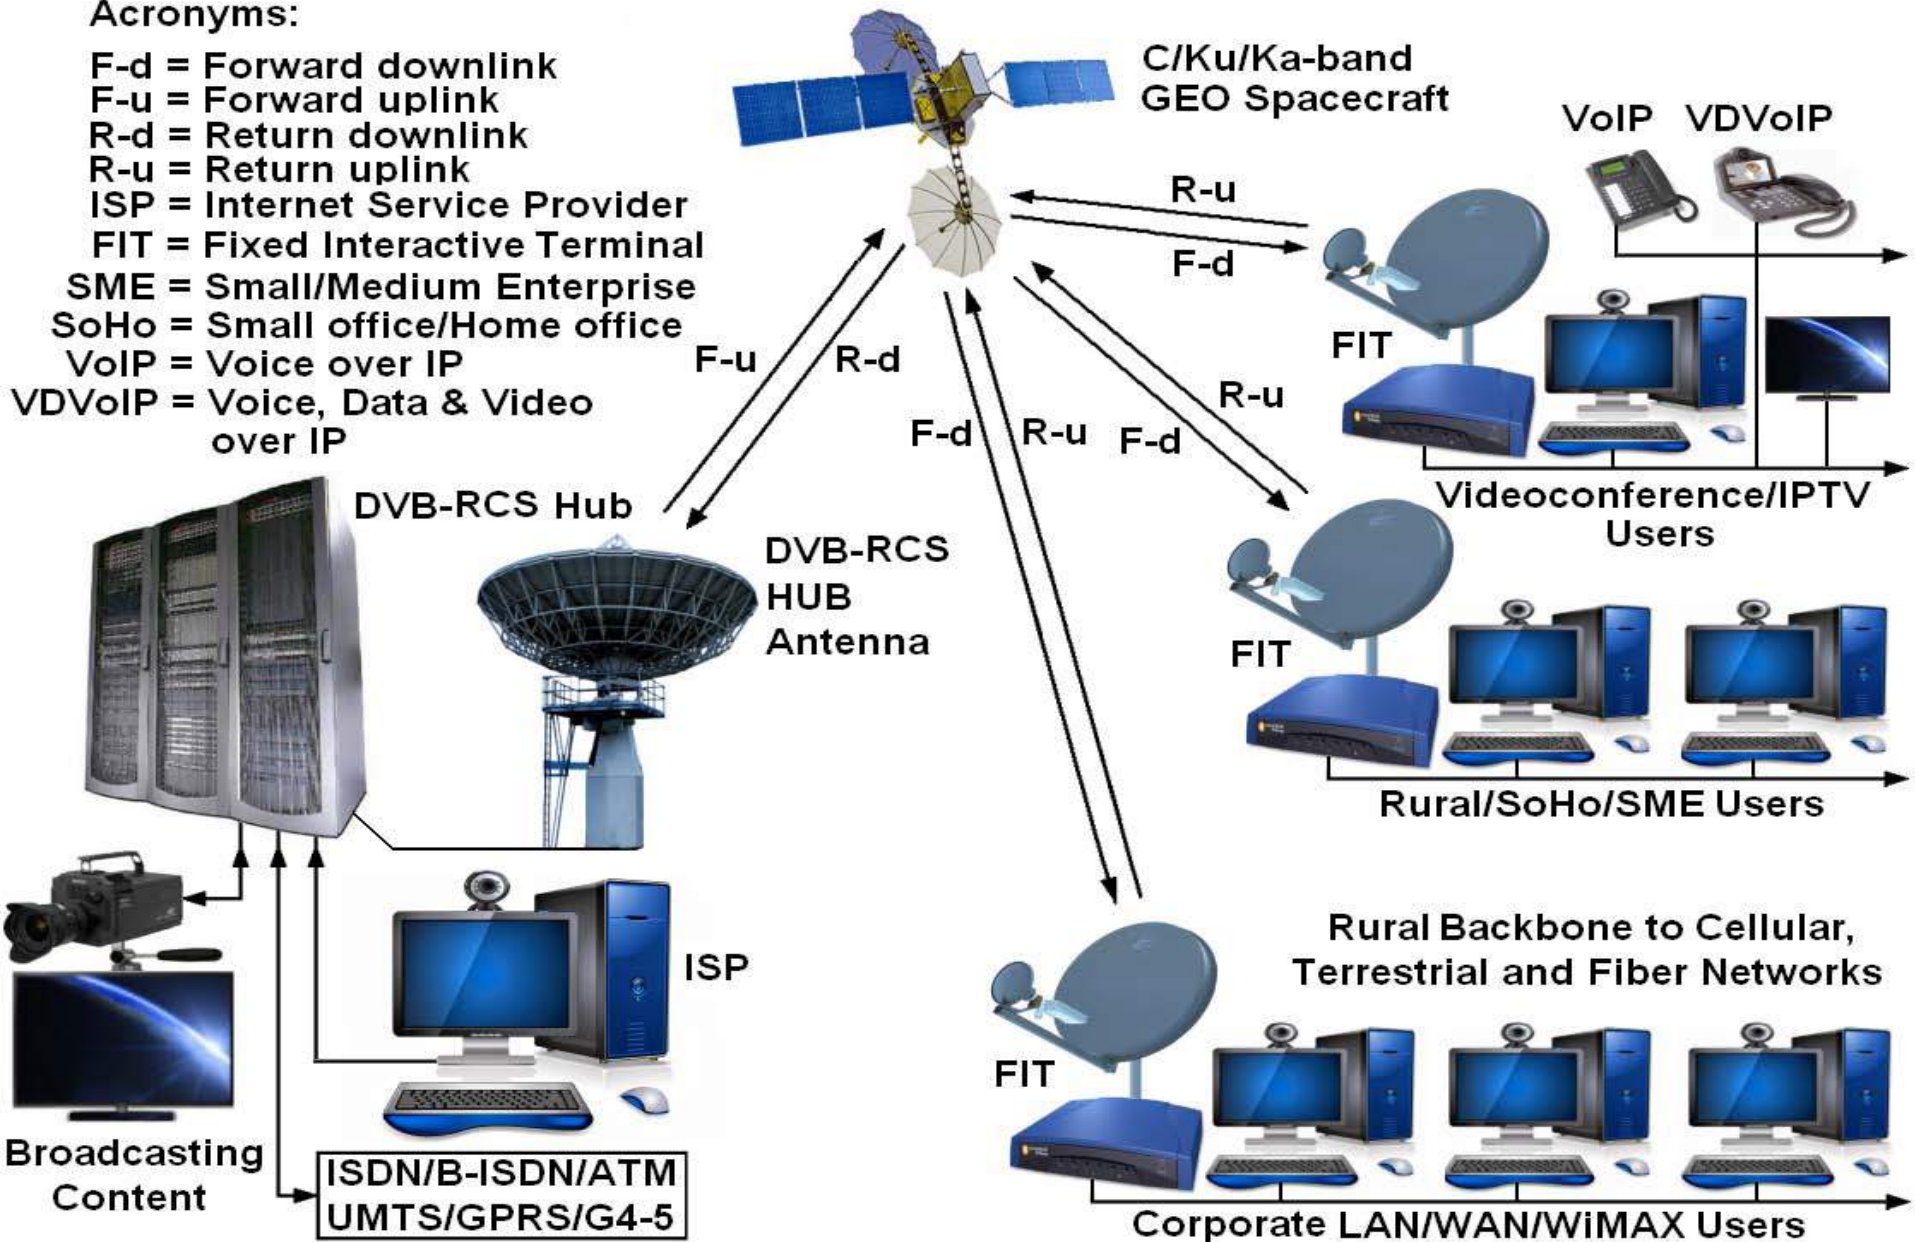 Acronyms:
F-d = Forward downlink
F-u = Forward uplink
R-d = Return downlink
R-u = Return uplink
ISP = Internet Service Provider
FIT = Fixed Interactive Terminal
SME = Small/Medium Enterprise
SoHo = Small office/Home office
VoIP = Voice over IP
VDVoIP = Voice, Data & Video
over IP
C/Ku/Ka-band
GEO Spacecraft
VoIP VDVoIP
R-u
F-d
FIT
F-u
R-d
F-d
R-u
F-d
R-u
Videoconference/IPTV
Users
DVB-RCS Hub
DVB-RCS
HUB
Antenna
FIT
Rural/SoHo/SME Users
ISP
Rural Backbone to Cellular,
Terrestrial and Fiber Networks
FIT
Broadcasting
Content
ISDN/B-ISDN/ATM
UMTS/GPRS/G4-5
Corporate LAN/WAN/WiMAX Users